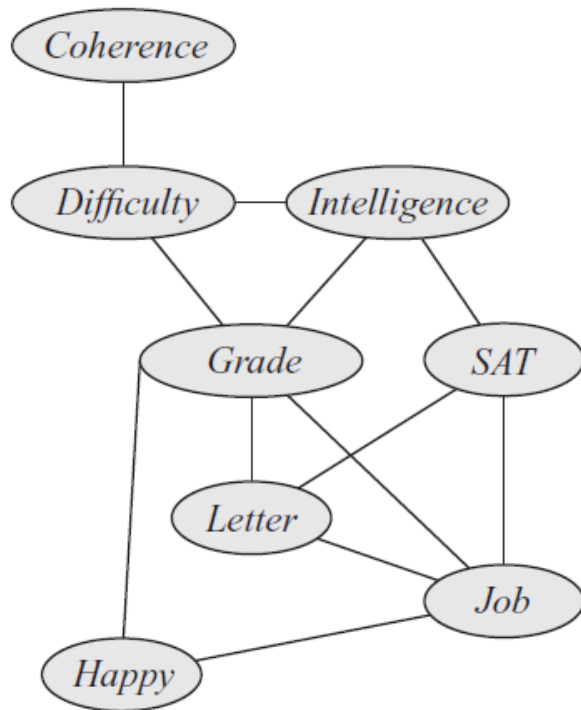 Coherence
Difficulty
Intelligence
Grade
SAT
Letter
Job
Happy